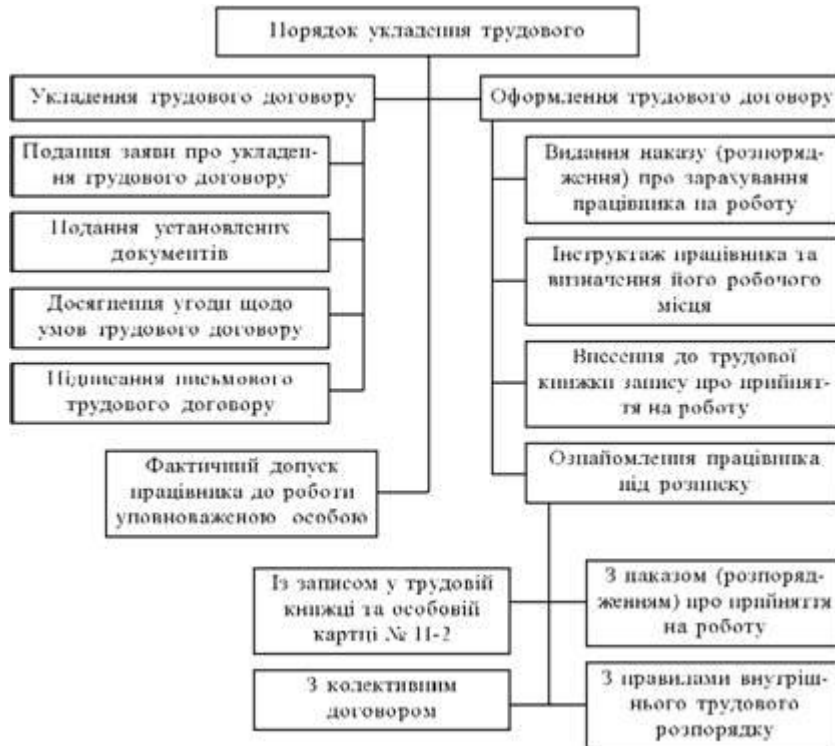 Порядок укладення трудового
Укладення трудового договору
Подання заяви про укладен-
ня трудового договору
Подання установлених
документів
Досягнення угоди щодо
умов трудового договору
Підписання письмового
трудового договору
Фактичний допуск
працівника до роботи
уповноваженою особою
Оформлення трудового договору
Видання наказу (розпоряд-
ження) про зарахування
працівника на роботу
Інструктаж працівника та
визначення його робочого
місця
Внесення до трудової
книжки запису про прийнят-
тя на роботу
Ознайомлення працівника
під розписку
Із записом у трудовій
книжці та особовій
картці № П-2
З наказом (розпоряд-
женням) про прийняття
на роботу
З колективним
договором
З правилами внутріш-
нього трудового
розпорядку